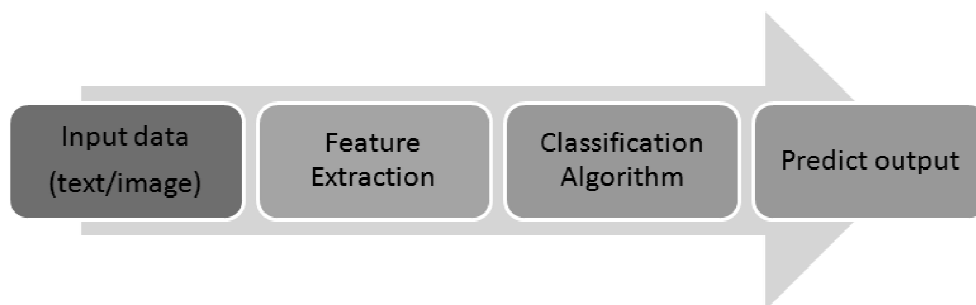 Input data
(text/image)
Feature
Extraction
Classification
Algorithm
Predict output